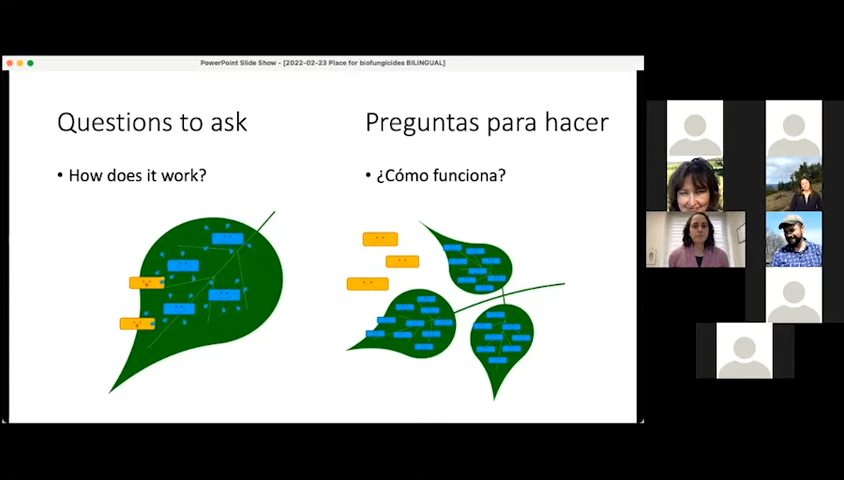 PowerPoint Slide Show - [2022-02-23 Place for biofungicides BILINGUAL]
Questions to ask
• How does it work?
Preguntas para hacer
• ¿Cómo funciona?